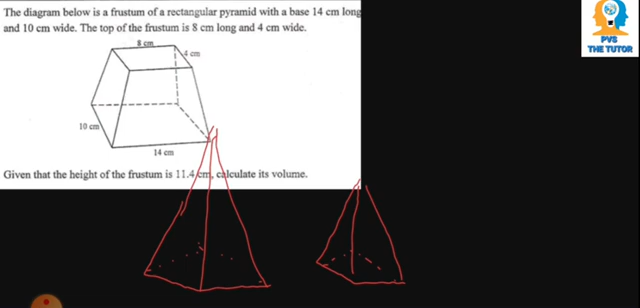 The diagram below is a frustum of a rectangular pyramid with a base 14 cm long
and 10 cm wide. The top of the frustum is 8 cm long and 4 cm wide.
8 cm
4 cm
10 cm
14 cm
Given that the height of the frustum is 11.4 cm, calculate its volume.
PVS
THE TUTOR